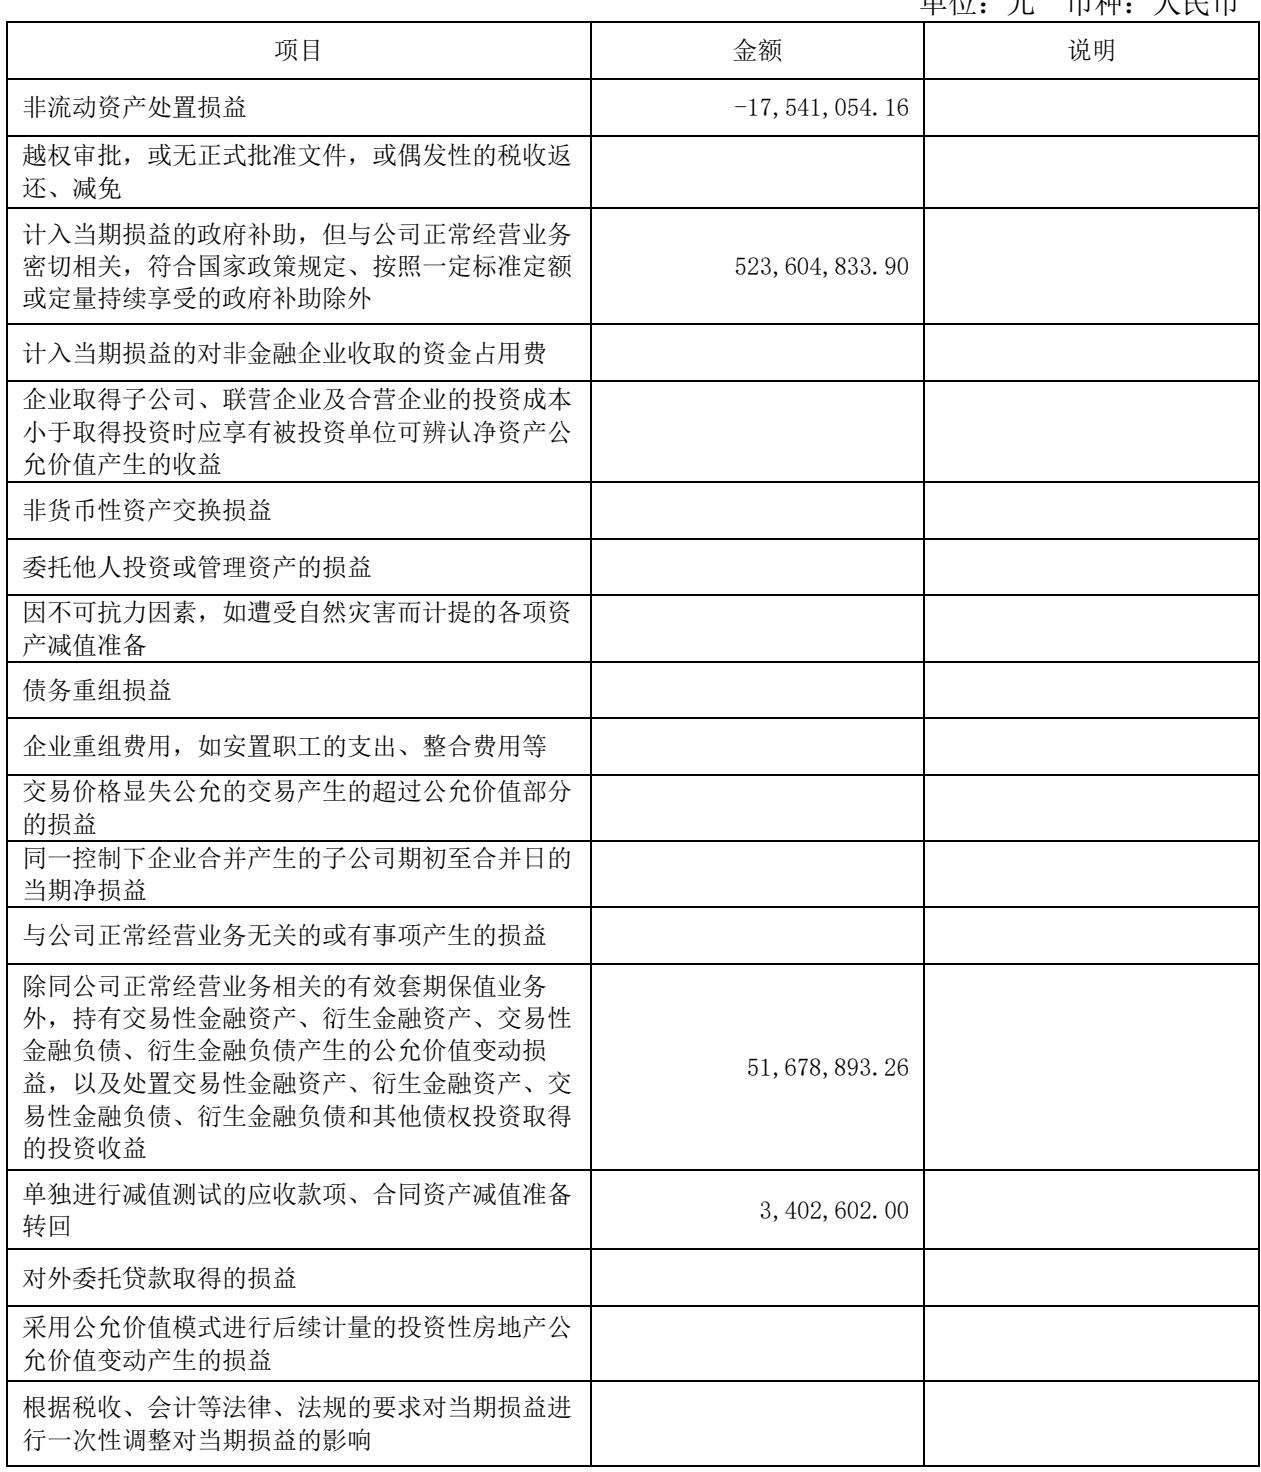 单位：元 币种：人民币
项目 金额 说明
非流动资产处置损益 -17,541,054.16
越权审批，或无正式批准文件，或偶发性的税收返
还、减免
计入当期损益的政府补助，但与公司正常经营业务
密切相关，符合国家政策规定、按照一定标准定额
或定量持续享受的政府补助除外
523,604,833.90
计入当期损益的对非金融企业收取的资金占用费
企业取得子公司、联营企业及合营企业的投资成本
小于取得投资时应享有被投资单位可辨认净资产公
允价值产生的收益
非货币性资产交换损益
委托他人投资或管理资产的损益
因不可抗力因素，如遭受自然灾害而计提的各项资
产减值准备
债务重组损益
企业重组费用，如安置职工的支出、整合费用等
交易价格显失公允的交易产生的超过公允价值部分
的损益
同一控制下企业合并产生的子公司期初至合并日的
当期净损益
与公司正常经营业务无关的或有事项产生的损益
除同公司正常经营业务相关的有效套期保值业务
外，持有交易性金融资产、衍生金融资产、交易性
金融负债、衍生金融负债产生的公允价值变动损
益，以及处置交易性金融资产、衍生金融资产、交
易性金融负债、衍生金融负债和其他债权投资取得
的投资收益
51,678,893.26
单独进行减值测试的应收款项、合同资产减值准备
转回
3,402,602.00
对外委托贷款取得的损益
采用公允价值模式进行后续计量的投资性房地产公
允价值变动产生的损益
根据税收、会计等法律、法规的要求对当期损益进
行一次性调整对当期损益的影响